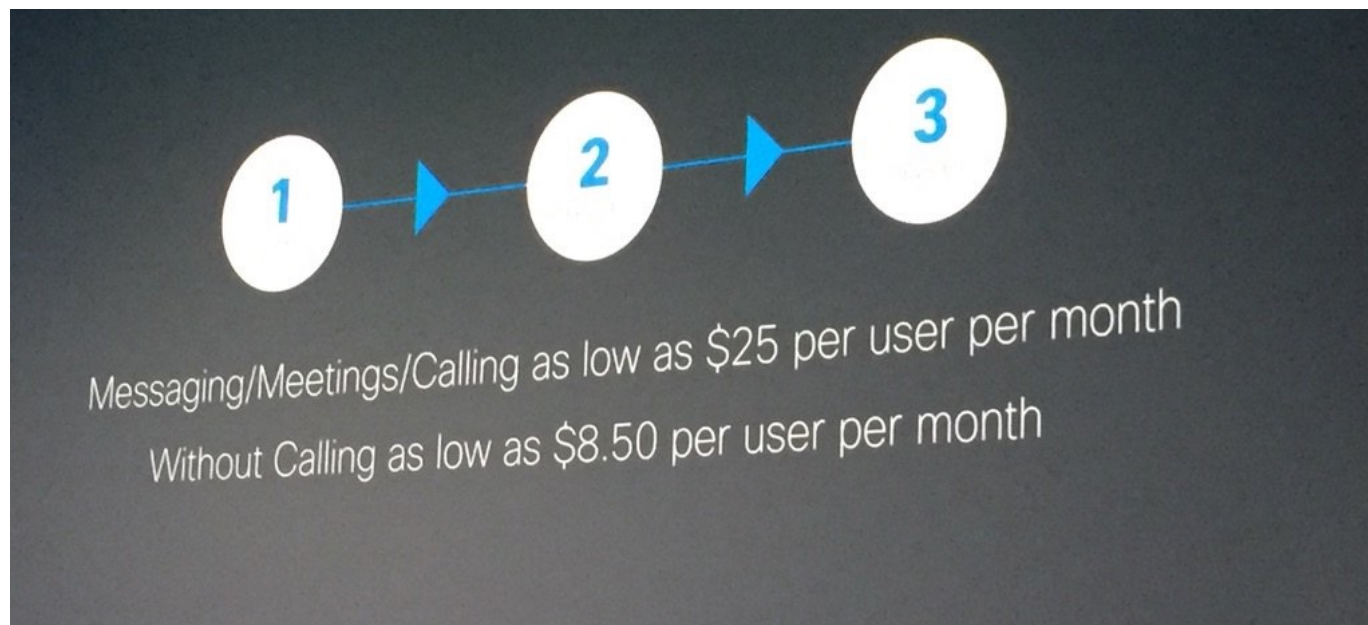 1 2 3
Messaging/Meetings/Calling as low as $25 per user per month
Without Calling as low as $8.50 per user per month